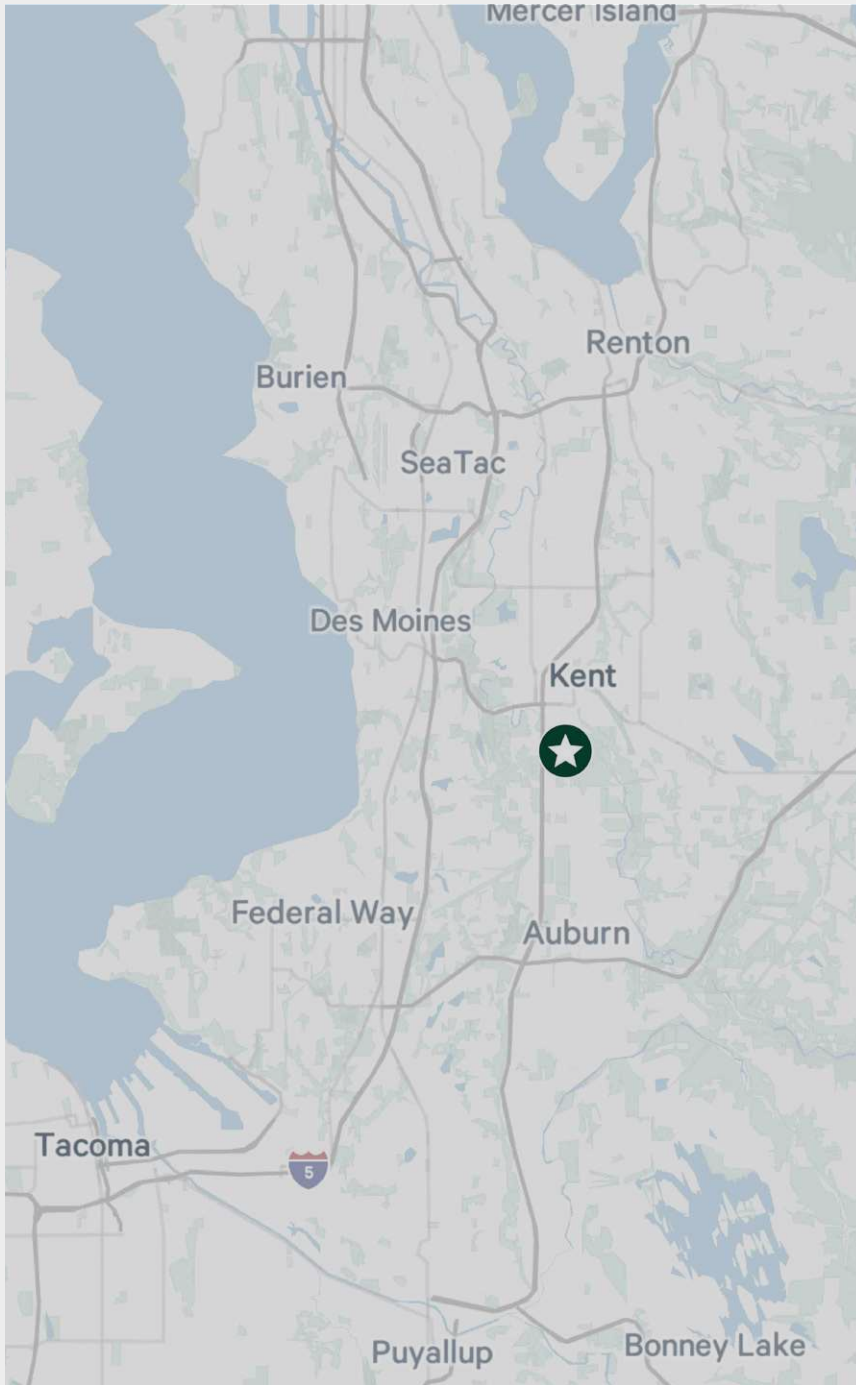 Mercer Island
Renton
Burien
SeaTac
Des Moines
Kent
Federal Way
Auburn
Tacoma
5
Puyallup
Bonney Lake